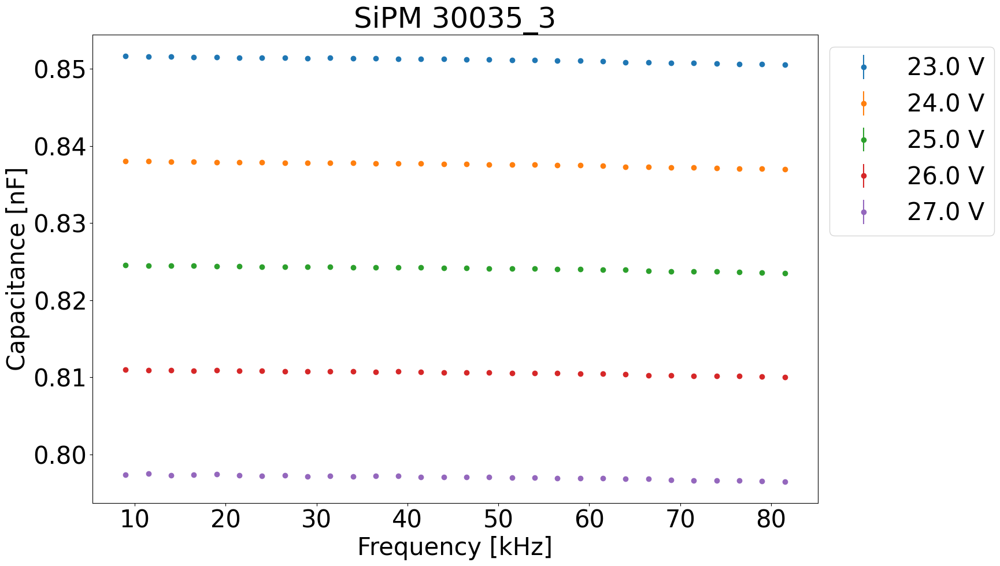 SiPM 30035_3
Capacitance [nF]
0.85
0.84
0.83
0.82
0.81
0.80
10 20 30 40 50 60 70 80
Frequency [kHz]
23.0 V
24.0 V
25.0 V
26.0 V
27.0 V